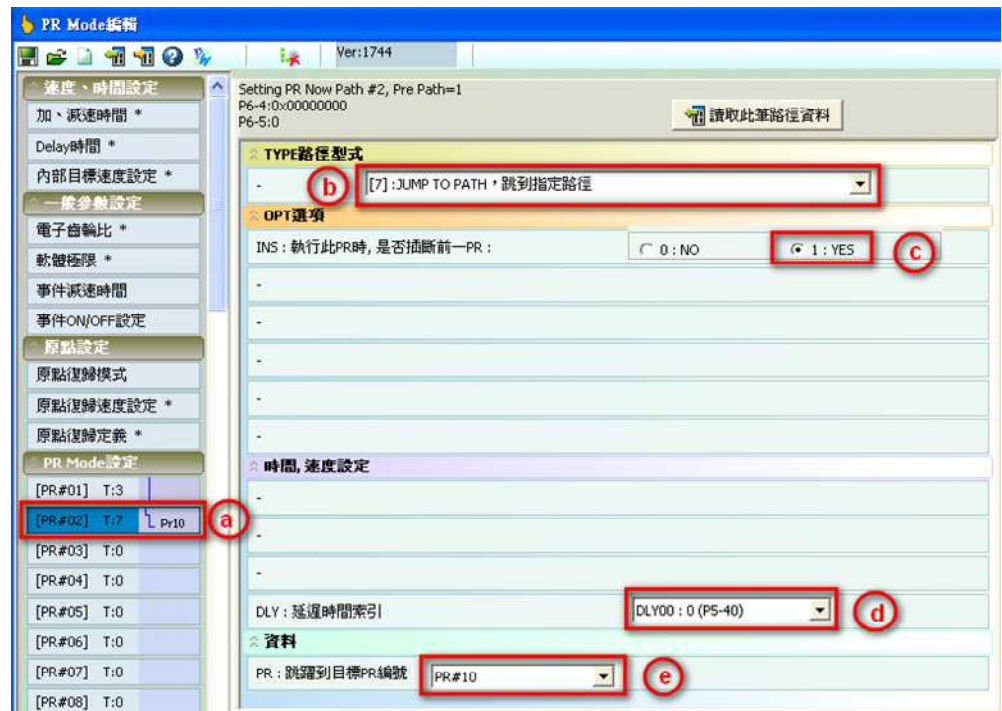 PR Mode編輯
Ver:1744
速度、時間設定
加、減速時間 *
Delay時間 *
內部目標速度設定 *
一般參數設定
電子齒輪比 *
軟體極限 *
事件減速時間
事件ON/OFF設定
原點設定
原點復歸模式
原點復歸速度設定 *
原點復歸定義 *
PR Mode設定
[PR#01] T:3
[PR#02] T:7 Pr10
a
[PR#03] T:0
[PR#04] T:0
[PR#05] T:0
[PR#06] T:0
[PR#07] T:0
[PR#08] T:0
Setting PR Now Path #2, Pre Path=1
P6-4:0x00000000
P6-5:0
讀取此筆路徑資料
TYPE路徑型式
-
b
[7] :JUMP TO PATH,跳到指定路徑
OPT選項
INS : 執行此PR時, 是否插斷前一PR :
0 : NO
1 : YES
c
-
-
-
-
-
時間, 速度設定
-
-
-
DLY : 延遲時間索引
DLY00 : 0 (P5-40)
d
資料
PR : 跳躍到目標PR編號
PR#10
e